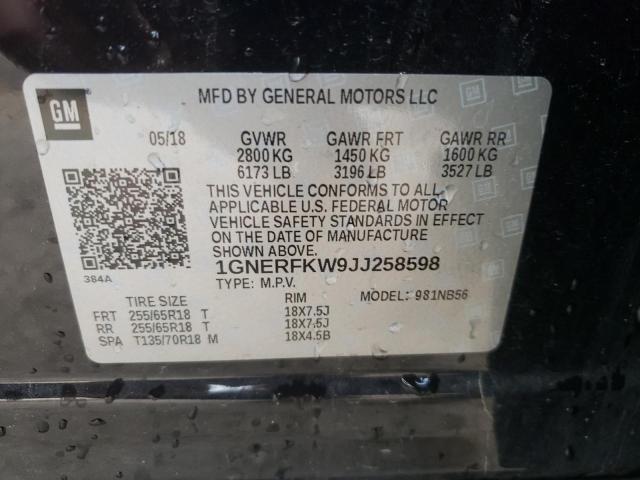 GM
MFD BY GENERAL MOTORS LLC
05/18 GVWR GAWR FRT GAWR RR
2800 KG 1450 KG 1600 KG
6173 LB 3196 LB 3527 LB
THIS VEHICLE CONFORMS TO ALL
APPLICABLE U.S. FEDERAL MOTOR
VEHICLE SAFETY STANDARDS IN EFFECT
ON THE DATE OF MANUFACTURE
SHOWN ABOVE.
384A
1GNERFKW9JJ258598
TYPE: M.P.V. MODEL: 981NB56
TIRE SIZE RIM
FRT 255/65R18 T 18X7.5J
RR 255/65R18 T 18X7.5J
SPA T135/70R18 M 18X4.5B